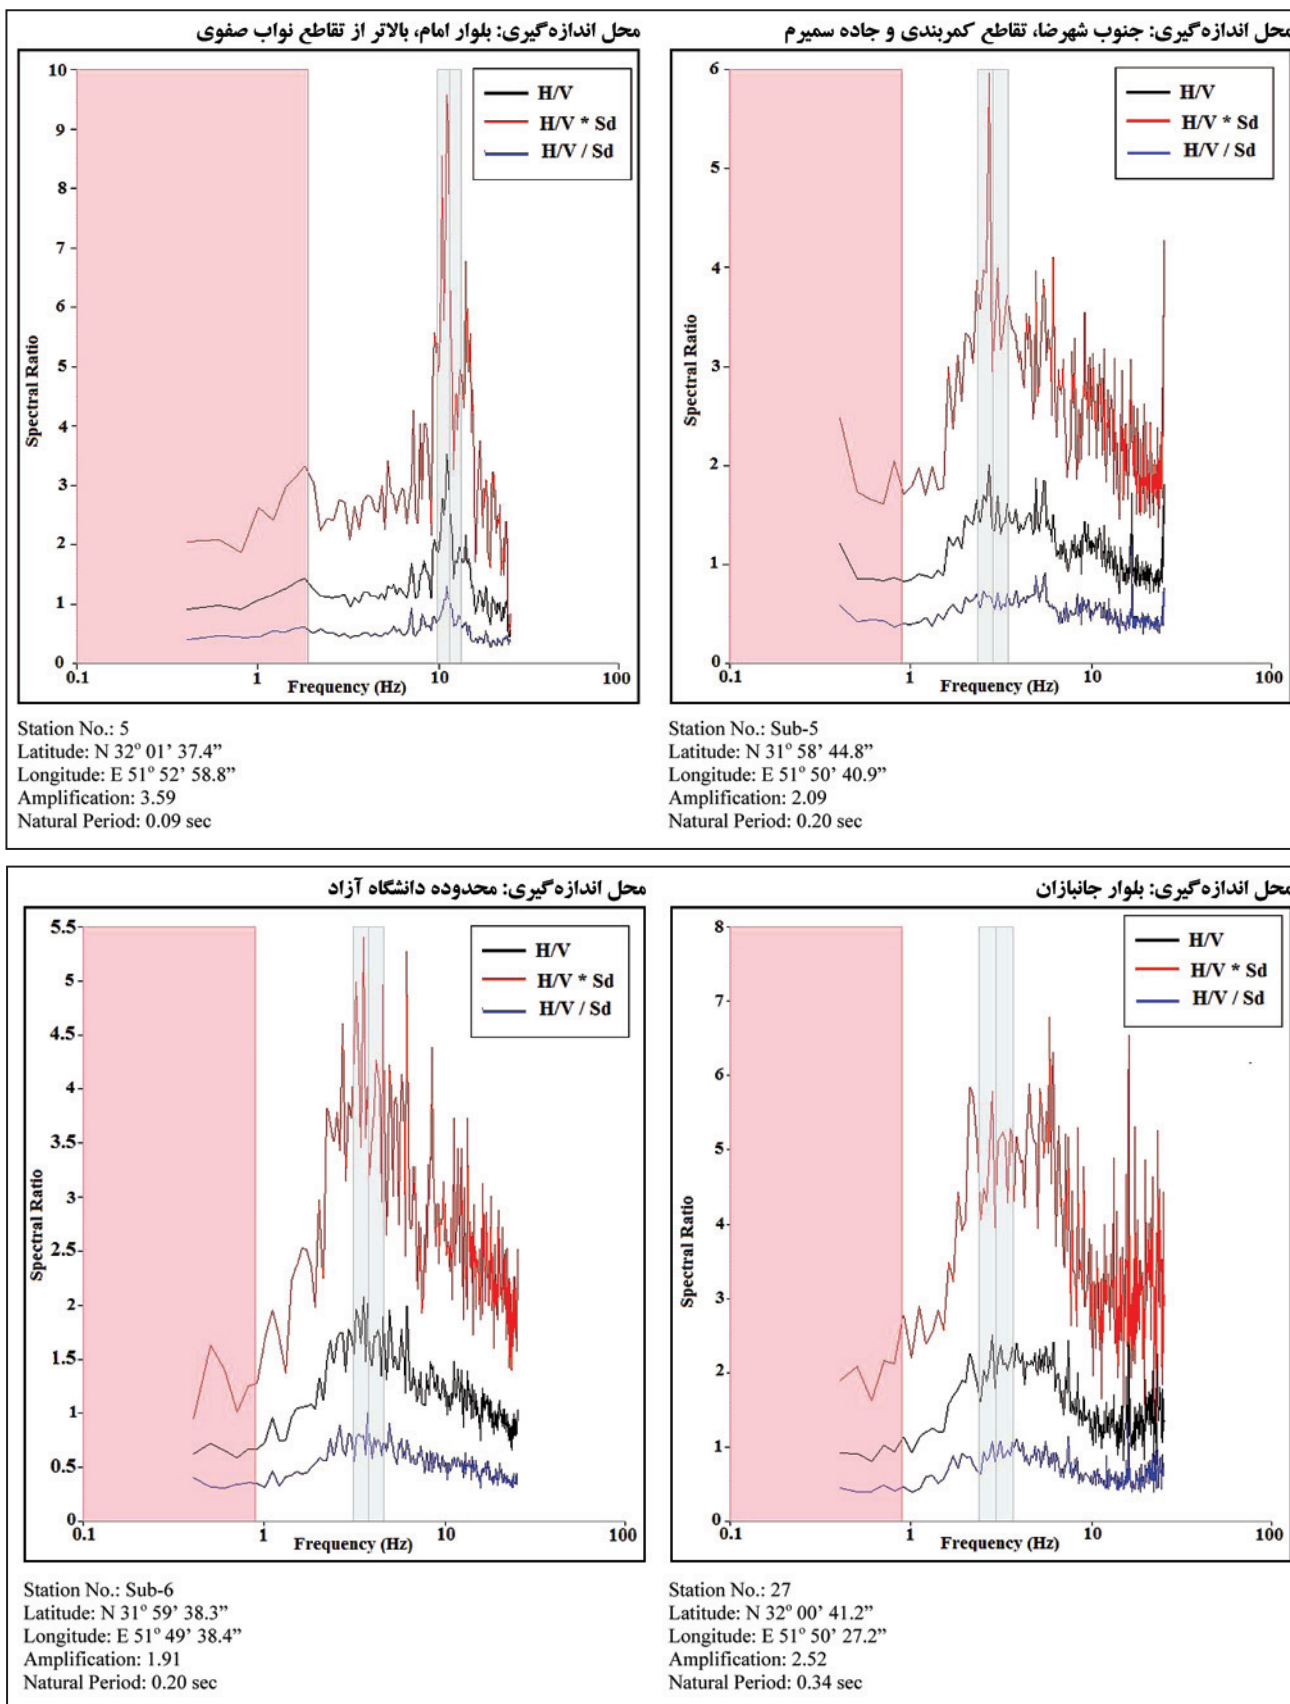 محل اندازه‌گیری: بلوار امام، بالاتر از تقاطع نواب صفوی
10
9
8
7
6
5
4
3
2
1
0
Spectral Ratio
H/V
H/V * Sd
H/V / Sd
0.1
1
10
100
Frequency (Hz)
Station No.: 5
Latitude: N 32° 01’ 37.4”
Longitude: E 51° 52’ 58.8”
Amplification: 3.59
Natural Period: 0.09 sec
محل اندازه‌گیری: جنوب شهرضا، تقاطع کمربندی و جاده سمیرم
6
5
4
3
2
1
0
Spectral Ratio
H/V
H/V * Sd
H/V / Sd
0.1
1
10
100
Frequency (Hz)
Station No.: Sub-5
Latitude: N 31° 58’ 44.8”
Longitude: E 51° 50’ 40.9”
Amplification: 2.09
Natural Period: 0.20 sec
محل اندازه‌گیری: محدوده دانشگاه آزاد
5.5
5
4.5
4
3.5
3
2.5
2
1.5
1
0.5
0
Spectral Ratio
H/V
H/V * Sd
H/V / Sd
0.1
1
10
100
Frequency (Hz)
Station No.: Sub-6
Latitude: N 31° 59’ 38.3”
Longitude: E 51° 49’ 38.4”
Amplification: 1.91
Natural Period: 0.20 sec
محل اندازه‌گیری: بلوار جانبازان
8
7
6
5
4
3
2
1
0
Spectral Ratio
H/V
H/V * Sd
H/V / Sd
0.1
1
10
100
Frequency (Hz)
Station No.: 27
Latitude: N 32° 00’ 41.2”
Longitude: E 51° 50’ 27.2”
Amplification: 2.52
Natural Period: 0.34 sec